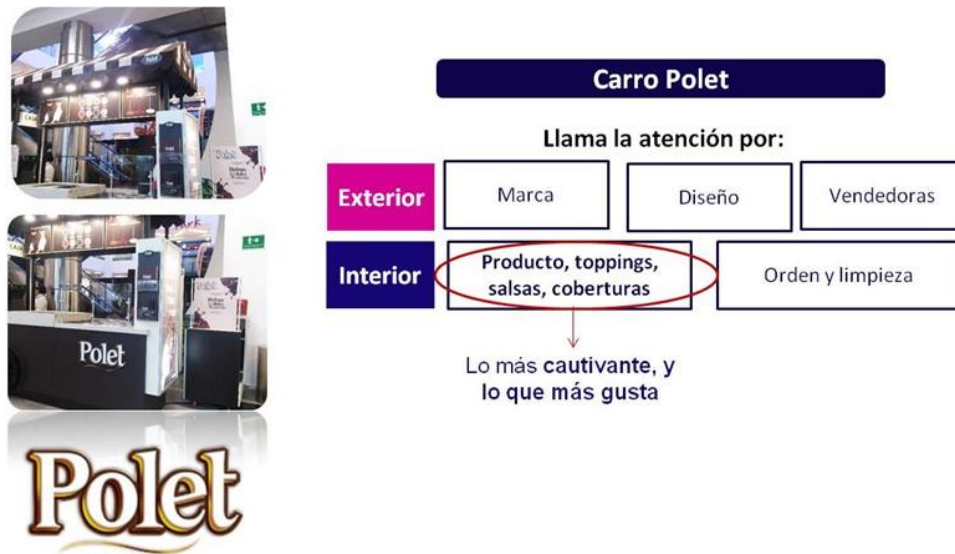 Carro Polet
Llama la atención por:
Exterior
Marca
Diseño
Vendedoras
Interior
Producto, toppings,
salsas, coberturas
Orden y limpieza
Lo más cautivante, y
lo que más gusta
Polet
Polet